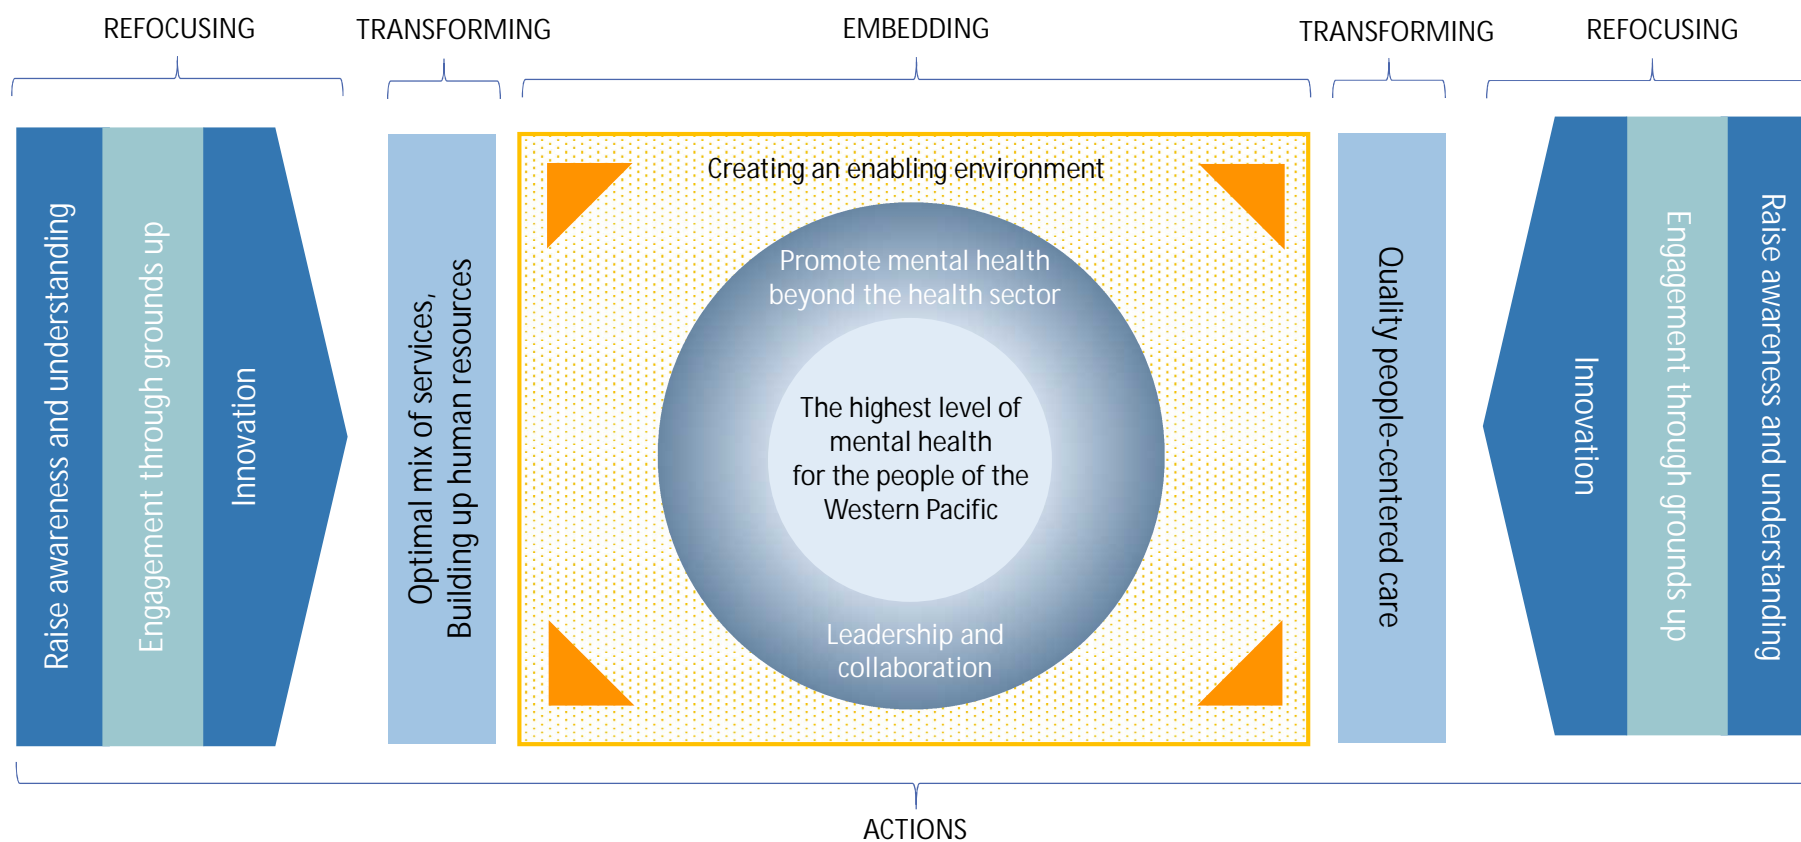 REFOCUSING
TRANSFORMING
EMBEDDING
TRANSFORMING
REFOCUSING
Raise awareness and understanding
Engagement through grounds up
Innovation
Optimal mix of services,
Building up human resources
Creating an enabling environment
Promote mental health
beyond the health sector
The highest level of
mental health
for the people of the
Western Pacific
Leadership and
collaboration
Quality people-centered care
Innovation
Engagement through grounds up
Raise awareness and understanding
ACTIONS